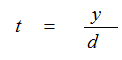 t = y/d